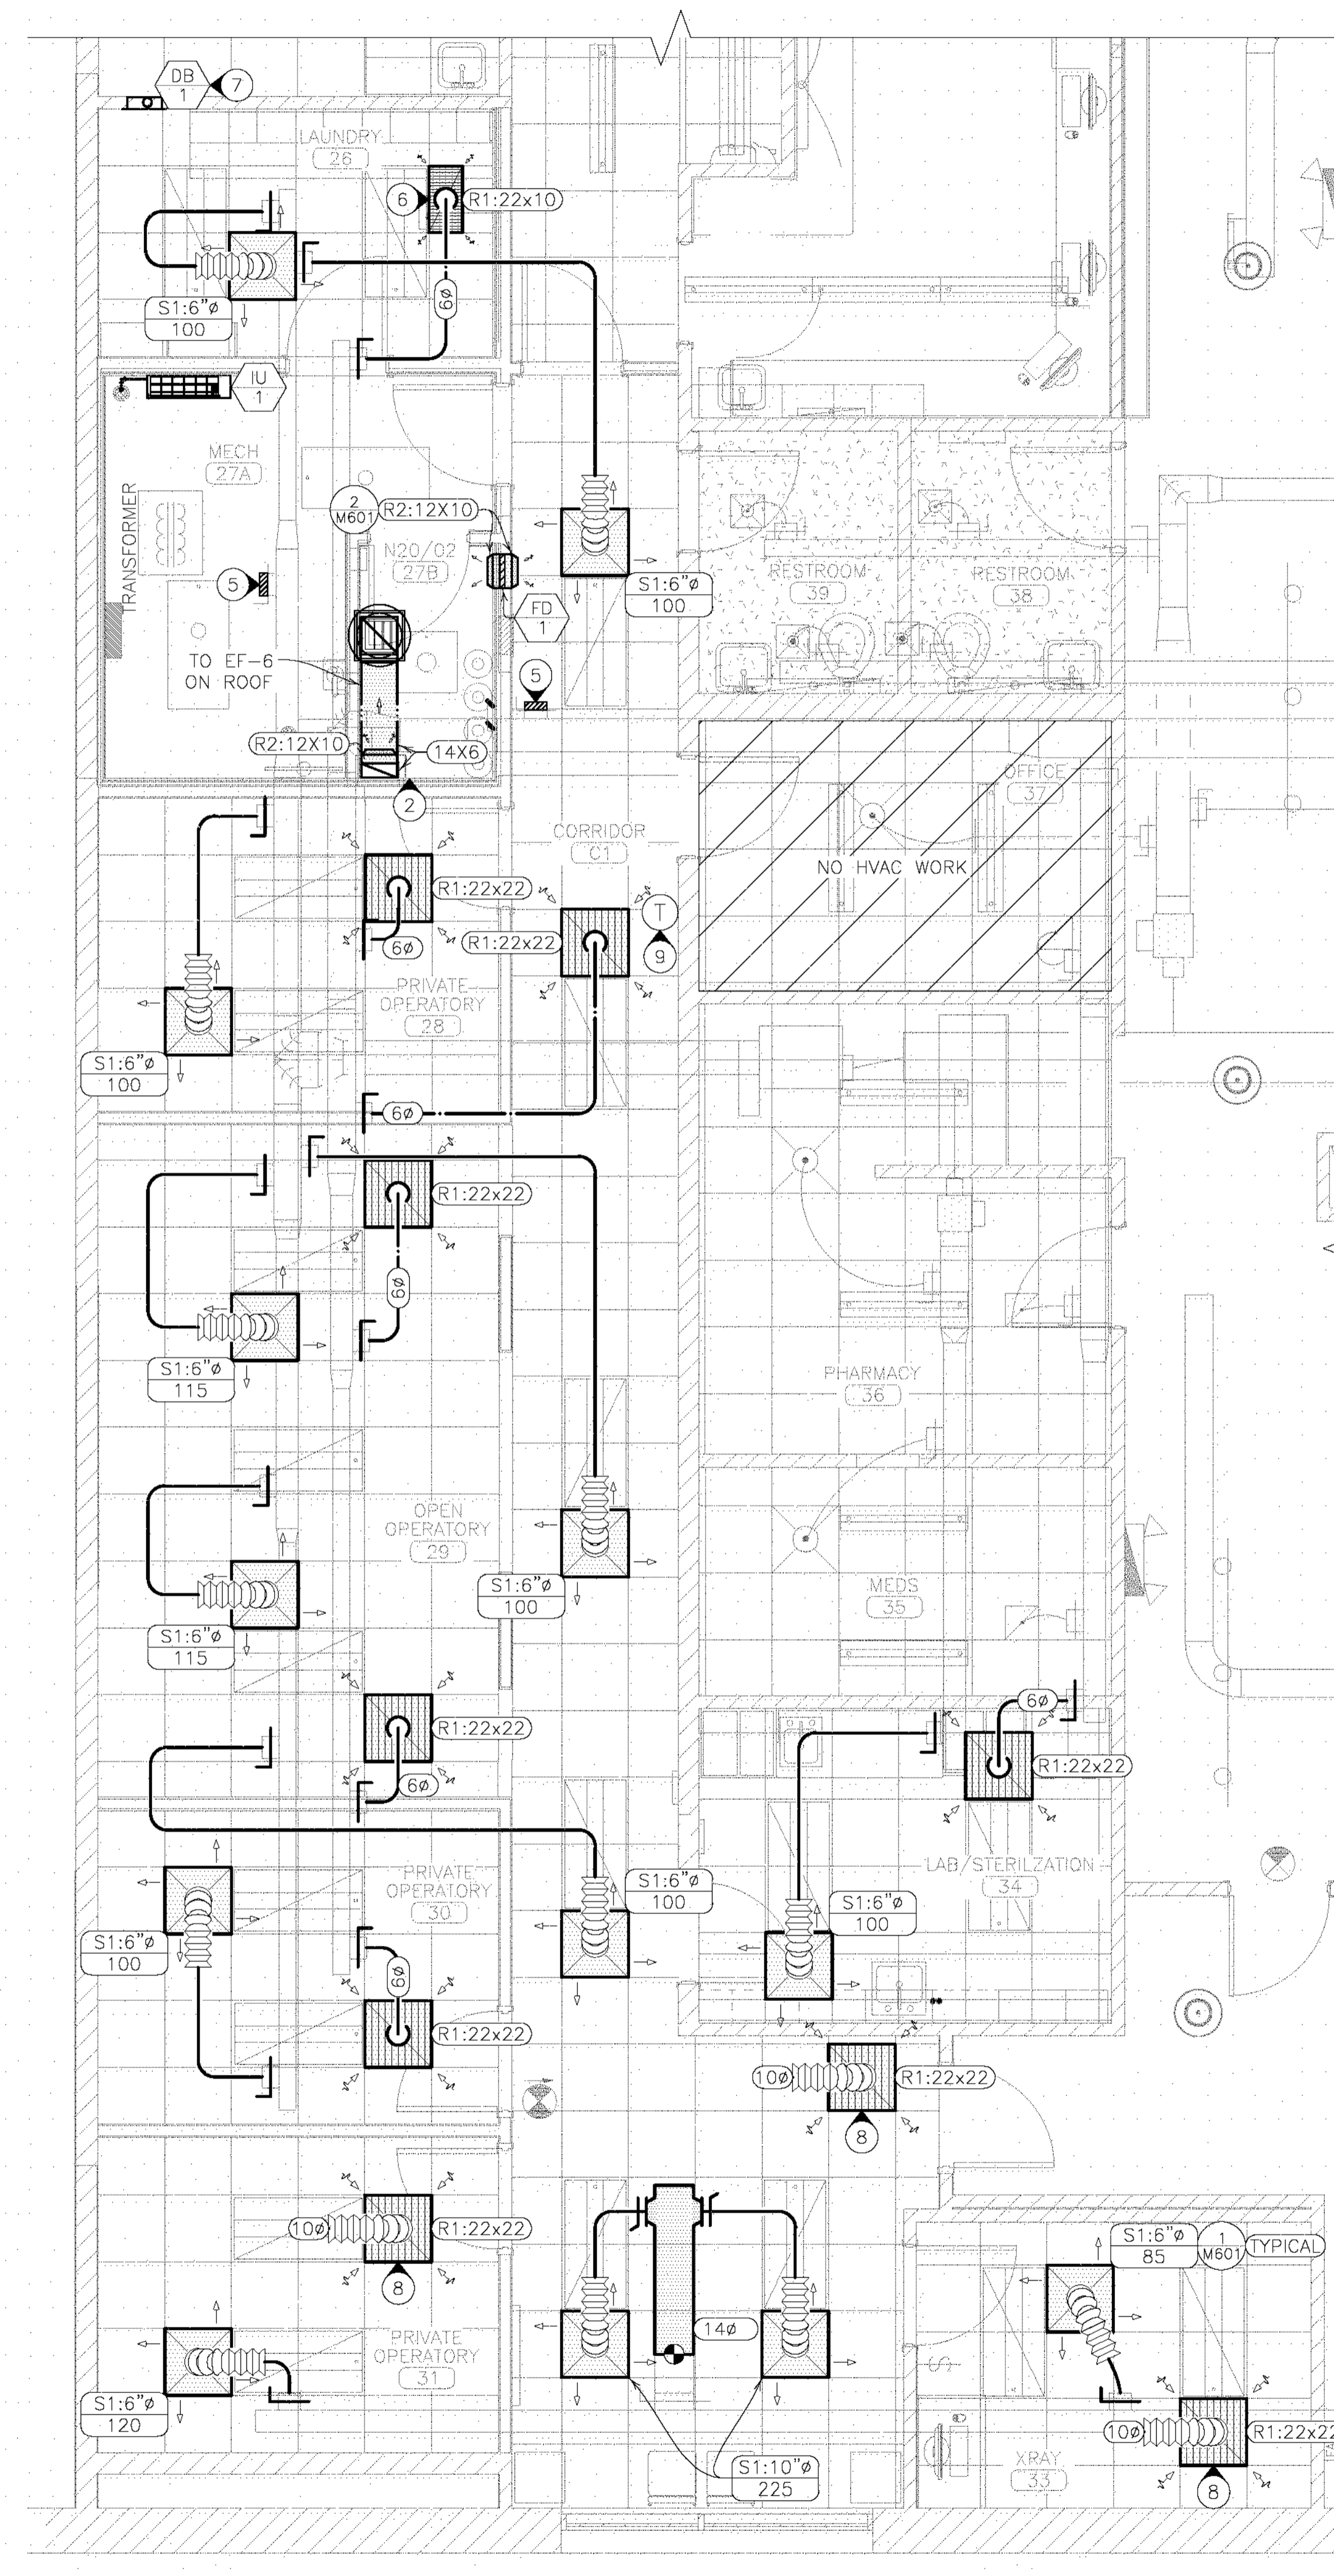 DB
1
7
LAUNDRY
26
6
R1:22x10
6ø
S1:6"ø
100
IU
1
MECH
27A
TRANSFORMER
2
M601
R2:12X10
N20/02
27B
5
FD
1
S1:6"ø
100
RESTROOM
39
RESTROOM
38
TO EF-6
ON ROOF
5
R2:12X10
14X6
2
OFFICE
37
NO HVAC WORK
CORRIDOR
C1
R1:22x22
6ø
R1:22x22
T
9
PRIVATE
OPERATORY
28
S1:6"ø
100
6ø
R1:22x22
6ø
S1:6"ø
115
PHARMACY
36
OPEN
OPERATORY
29
S1:6"ø
100
MEDS
35
S1:6"ø
115
R1:22x22
6ø
6ø
R1:22x22
PRIVATE
OPERATORY
30
S1:6"ø
100
LAB/STERILZATION
34
S1:6"ø
100
S1:6"ø
100
6ø
R1:22x22
10ø
R1:22x22
8
10ø
R1:22x22
8
S1:6"ø
85
1
M601
TYPICAL
14ø
PRIVATE
OPERATORY
31
S1:6"ø
120
S
10ø
R1:22x22
8
XRAY
33
S1:10"ø
225